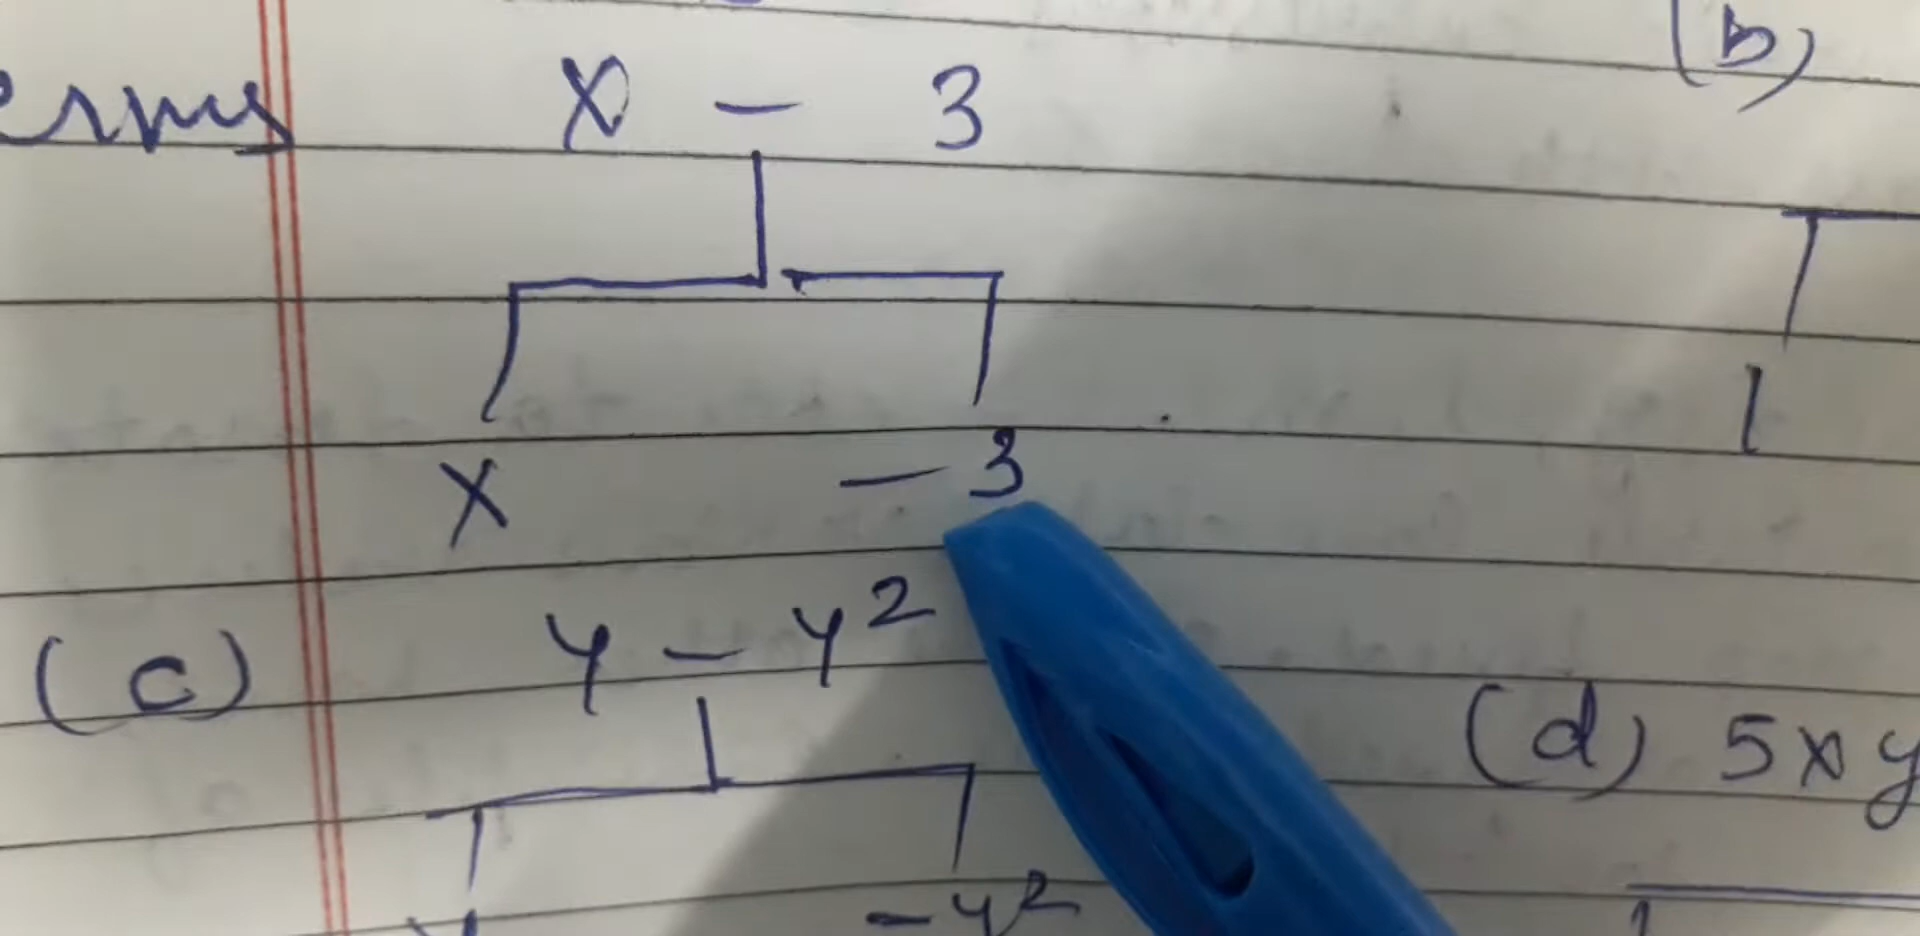 (b)
x - 3
x - 3
1
(c) y - y²
(d) 5xy
- y²